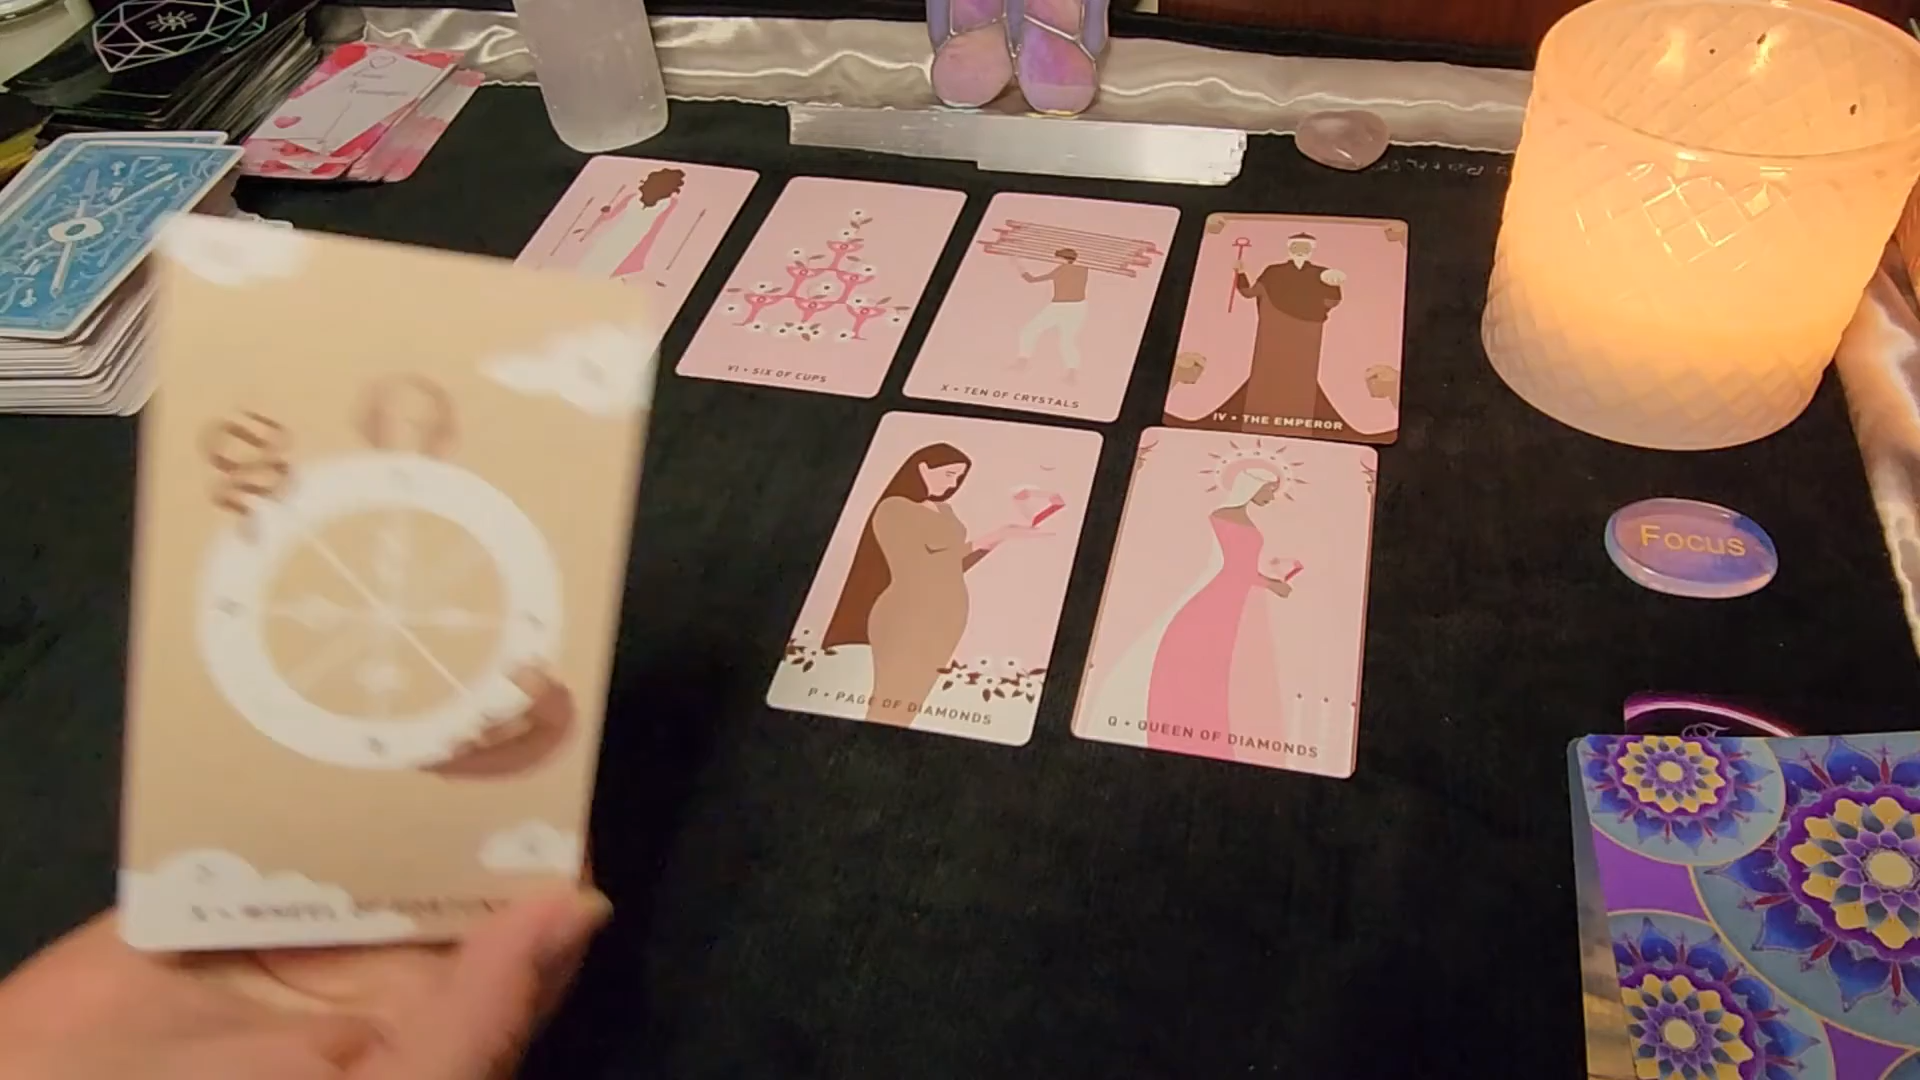 VI • SIX OF CUPS
X • TEN OF CRYSTALS
IV • THE EMPEROR
P • PAGE OF DIAMONDS
Q • QUEEN OF DIAMONDS
Focus